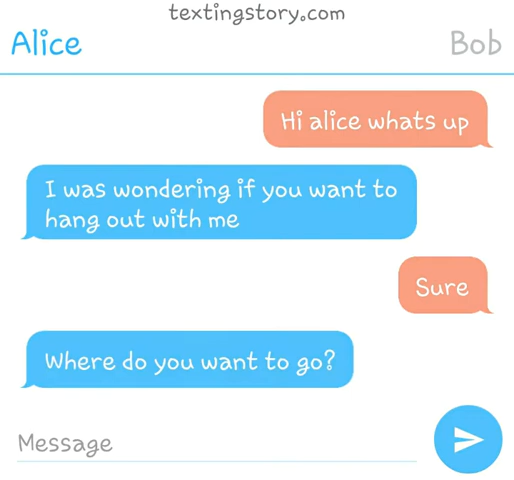 textingstory.com
Alice
Bob
Hi alice whats up
I was wondering if you want to
hang out with me
Sure
Where do you want to go?
Message